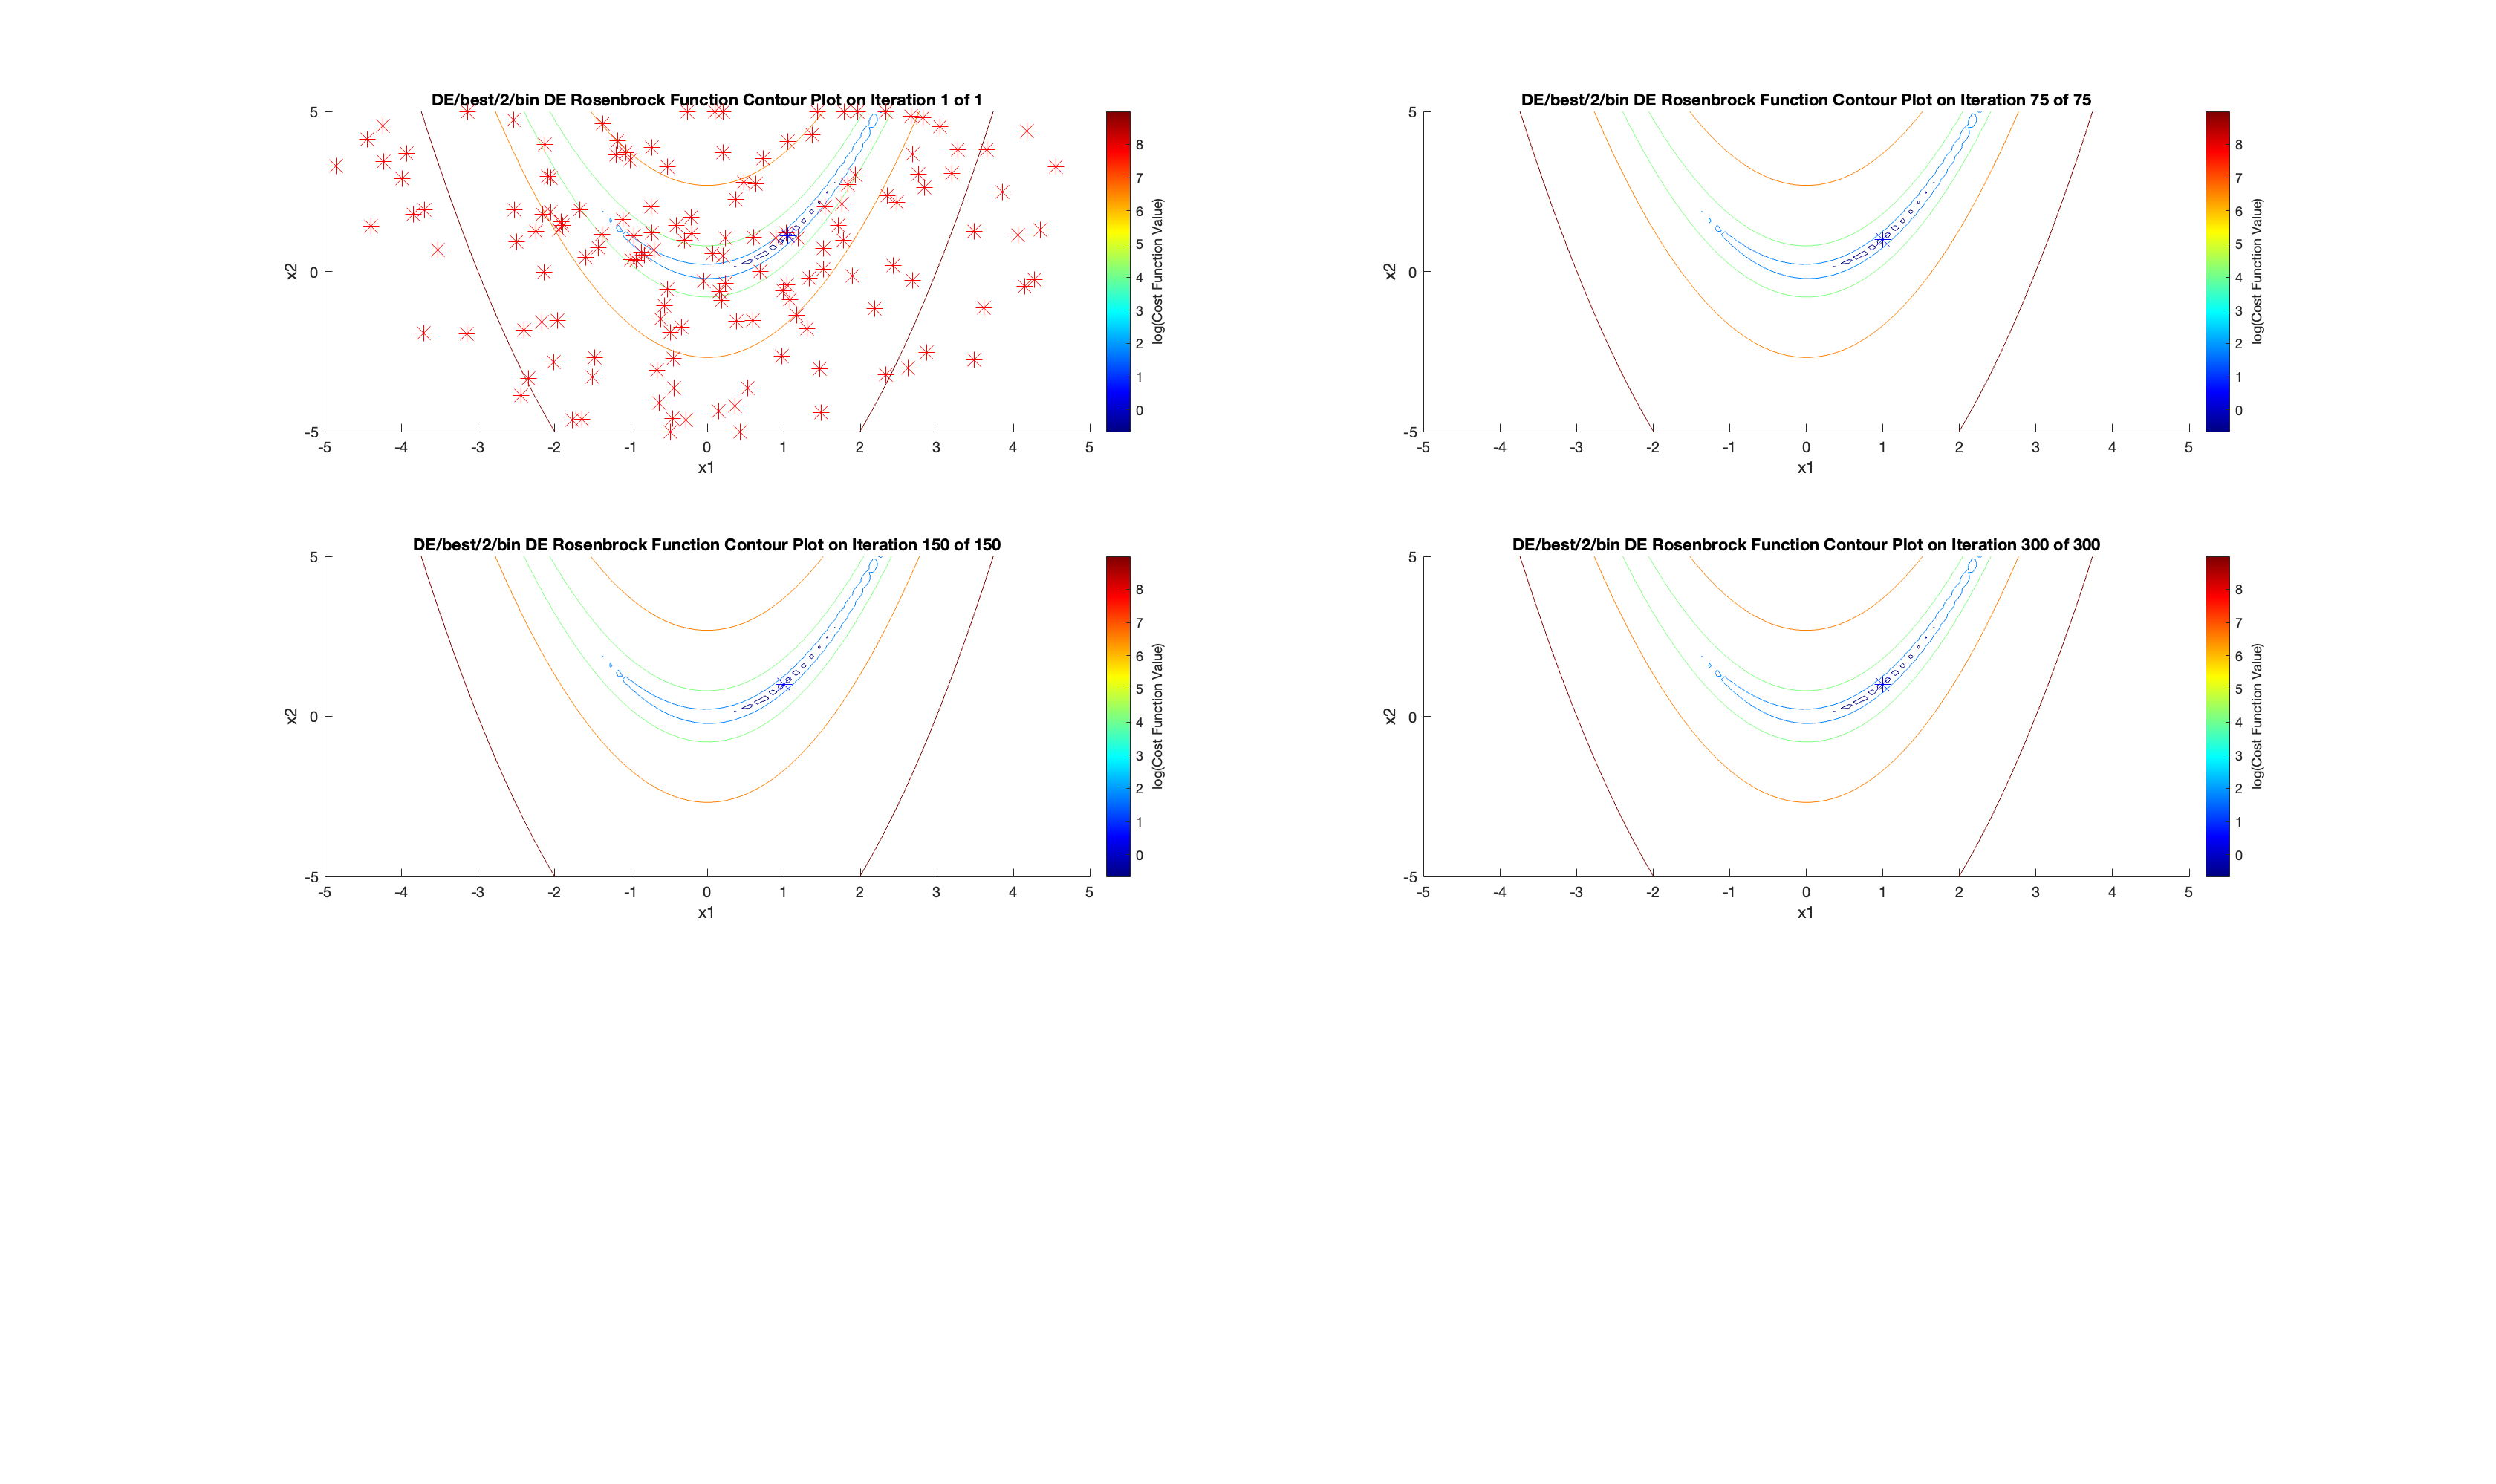 DE/best/2/bin DE Rosenbrock Function Contour Plot on Iteration 1 of 1
5
0
-5
x2
-5 -4 -3 -2 -1 0 1 2 3 4 5
x1
8
7
6
5
4
3
2
1
0
log(Cost Function Value)
DE/best/2/bin DE Rosenbrock Function Contour Plot on Iteration 75 of 75
5
0
-5
x2
-5 -4 -3 -2 -1 0 1 2 3 4 5
x1
8
7
6
5
4
3
2
1
0
log(Cost Function Value)
DE/best/2/bin DE Rosenbrock Function Contour Plot on Iteration 150 of 150
5
0
-5
x2
-5 -4 -3 -2 -1 0 1 2 3 4 5
x1
8
7
6
5
4
3
2
1
0
log(Cost Function Value)
DE/best/2/bin DE Rosenbrock Function Contour Plot on Iteration 300 of 300
5
0
-5
x2
-5 -4 -3 -2 -1 0 1 2 3 4 5
x1
8
7
6
5
4
3
2
1
0
log(Cost Function Value)